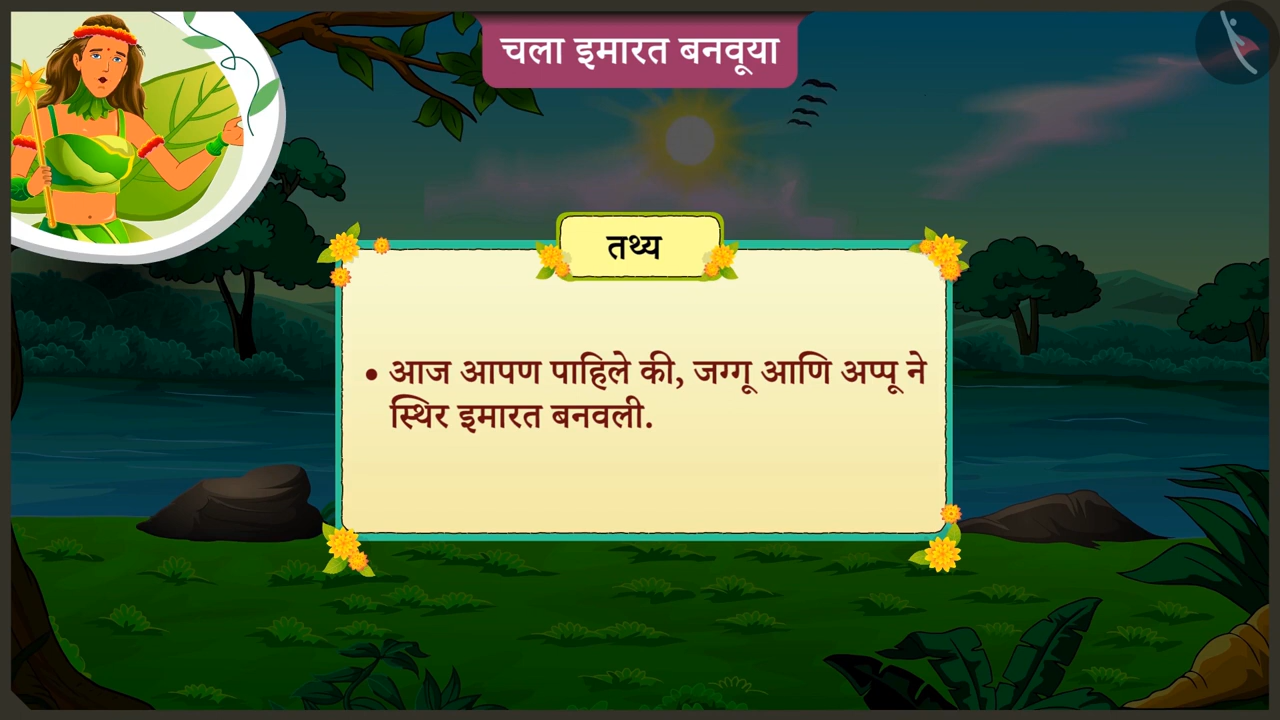 चला इमारत बनवूया
तथ्य
• आज आपण पाहिले की, जग्गू आणि अप्पू ने
स्थिर इमारत बनवली.